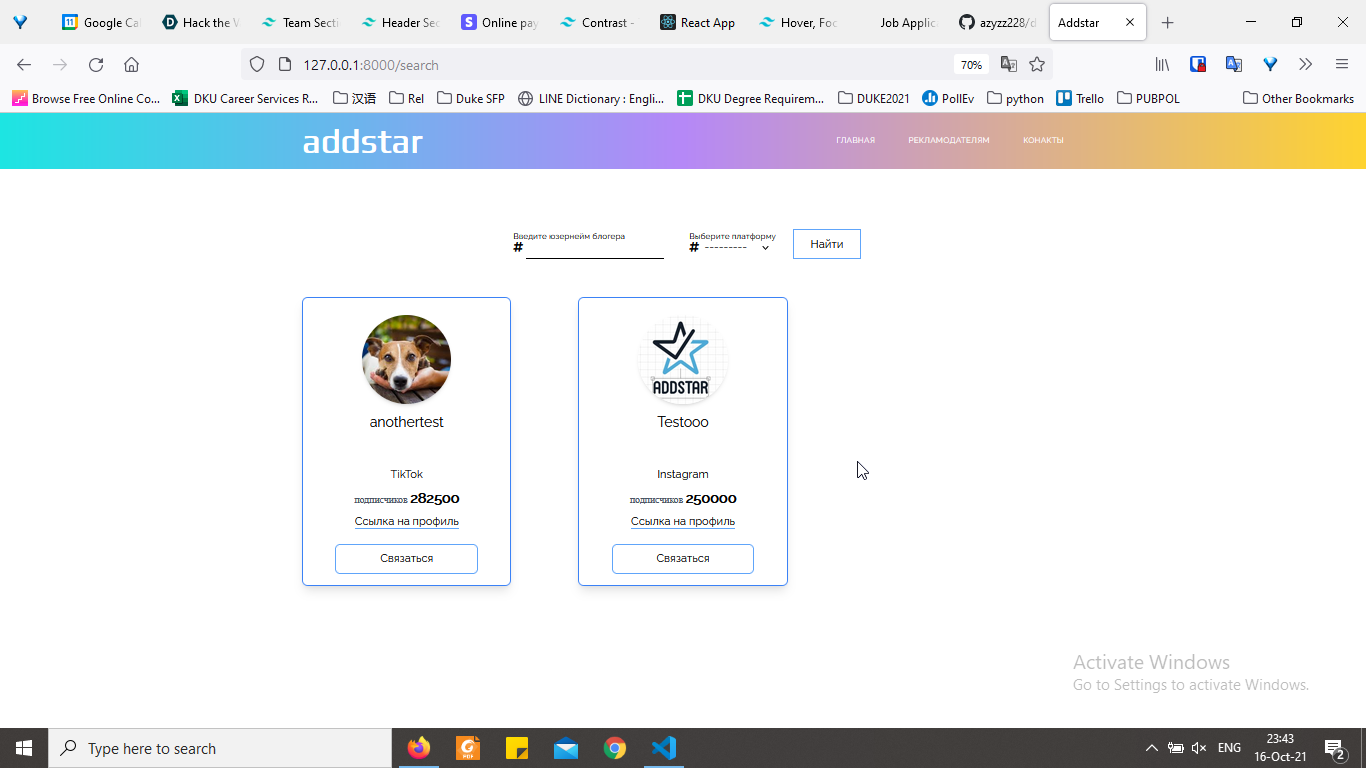 Google Cal
Hack the V
Team Secti
Header Sec
Online pay
Contrast -
React App
Hover, Foc
Job Applic
azyzz228/d
Addstar
127.0.0.1:8000/search
70%
Browse Free Online Co...
DKU Career Services R...
汉语
Rel
Duke SFP
LINE Dictionary : Engli...
DKU Degree Requirem...
DUKE2021
PollEv
python
Trello
PUBPOL
Other Bookmarks
addstar
ГЛАВНАЯ
РЕКЛАМОДАТЕЛЯМ
КОНАКТЫ
Введите юзернейм блогера
#
Выберите платформу
# ---------
Найти
anothertest
TikTok
подписчиков 282500
Ссылка на профиль
Связаться
ADDSTAR
Testooo
Instagram
подписчиков 250000
Ссылка на профиль
Связаться
Activate Windows
Go to Settings to activate Windows.
Type here to search
ENG
23:43
16-Oct-21
2